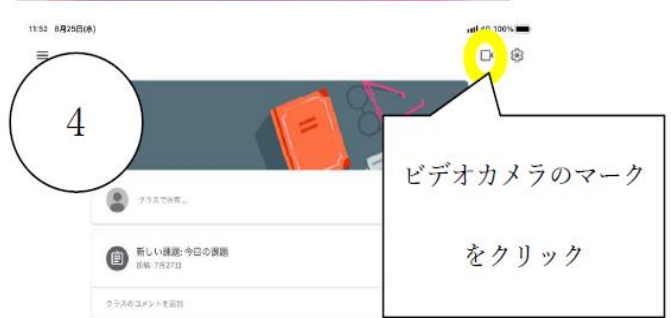 11:52 8月25日(水)
4G 100%
4
ビデオカメラのマーク
をクリック
クラスで共有...
新しい課題: 今日の課題
投稿: 7月27日
クラスのコメントを追加